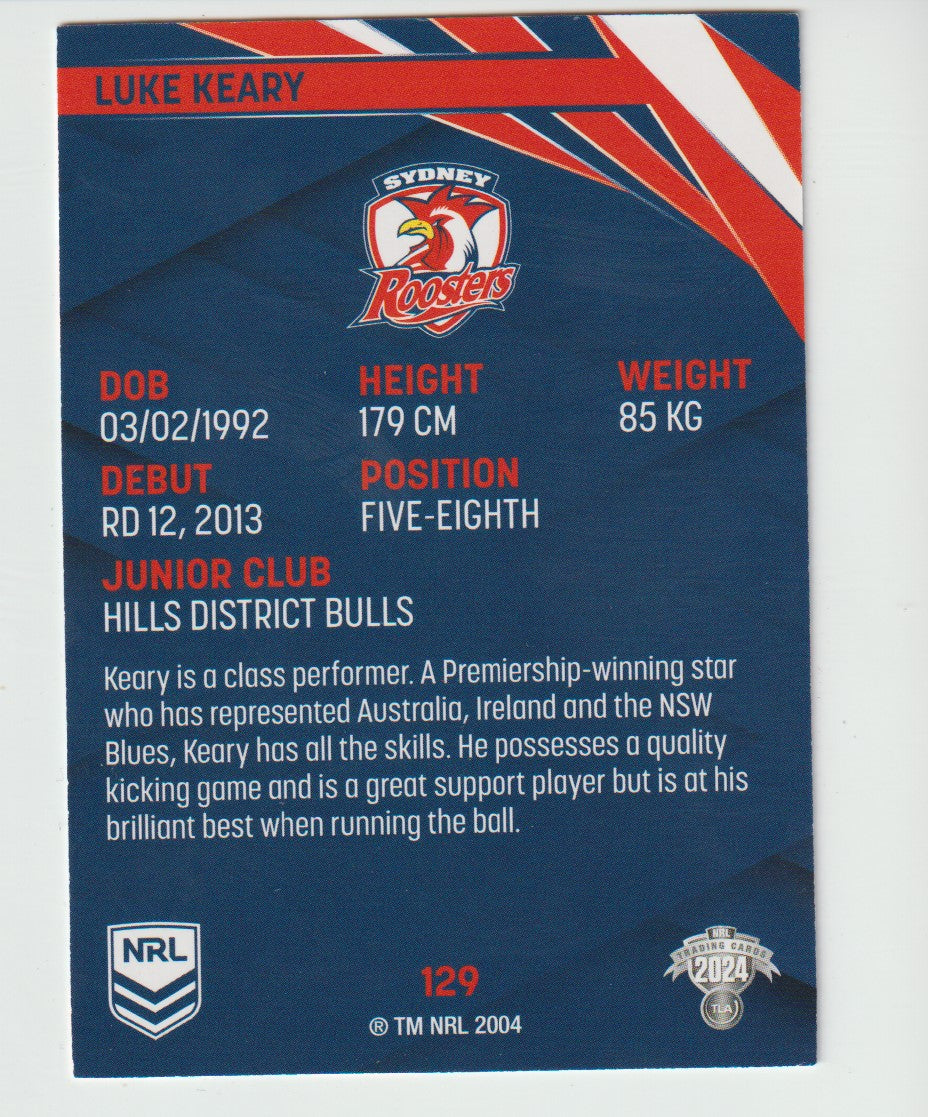 LUKE KEARY
SYDNEY
Roosters
DOB
03/02/1992
HEIGHT
179 CM
WEIGHT
85 KG
DEBUT
RD 12, 2013
POSITION
FIVE-EIGHTH
JUNIOR CLUB
HILLS DISTRICT BULLS
Keary is a class performer. A Premiership-winning star
who has represented Australia, Ireland and the NSW
Blues, Keary has all the skills. He possesses a quality
kicking game and is a great support player but is at his
brilliant best when running the ball.
NRL
129
® TM NRL 2004
NRL
TRADING CARDS
2024
TLA